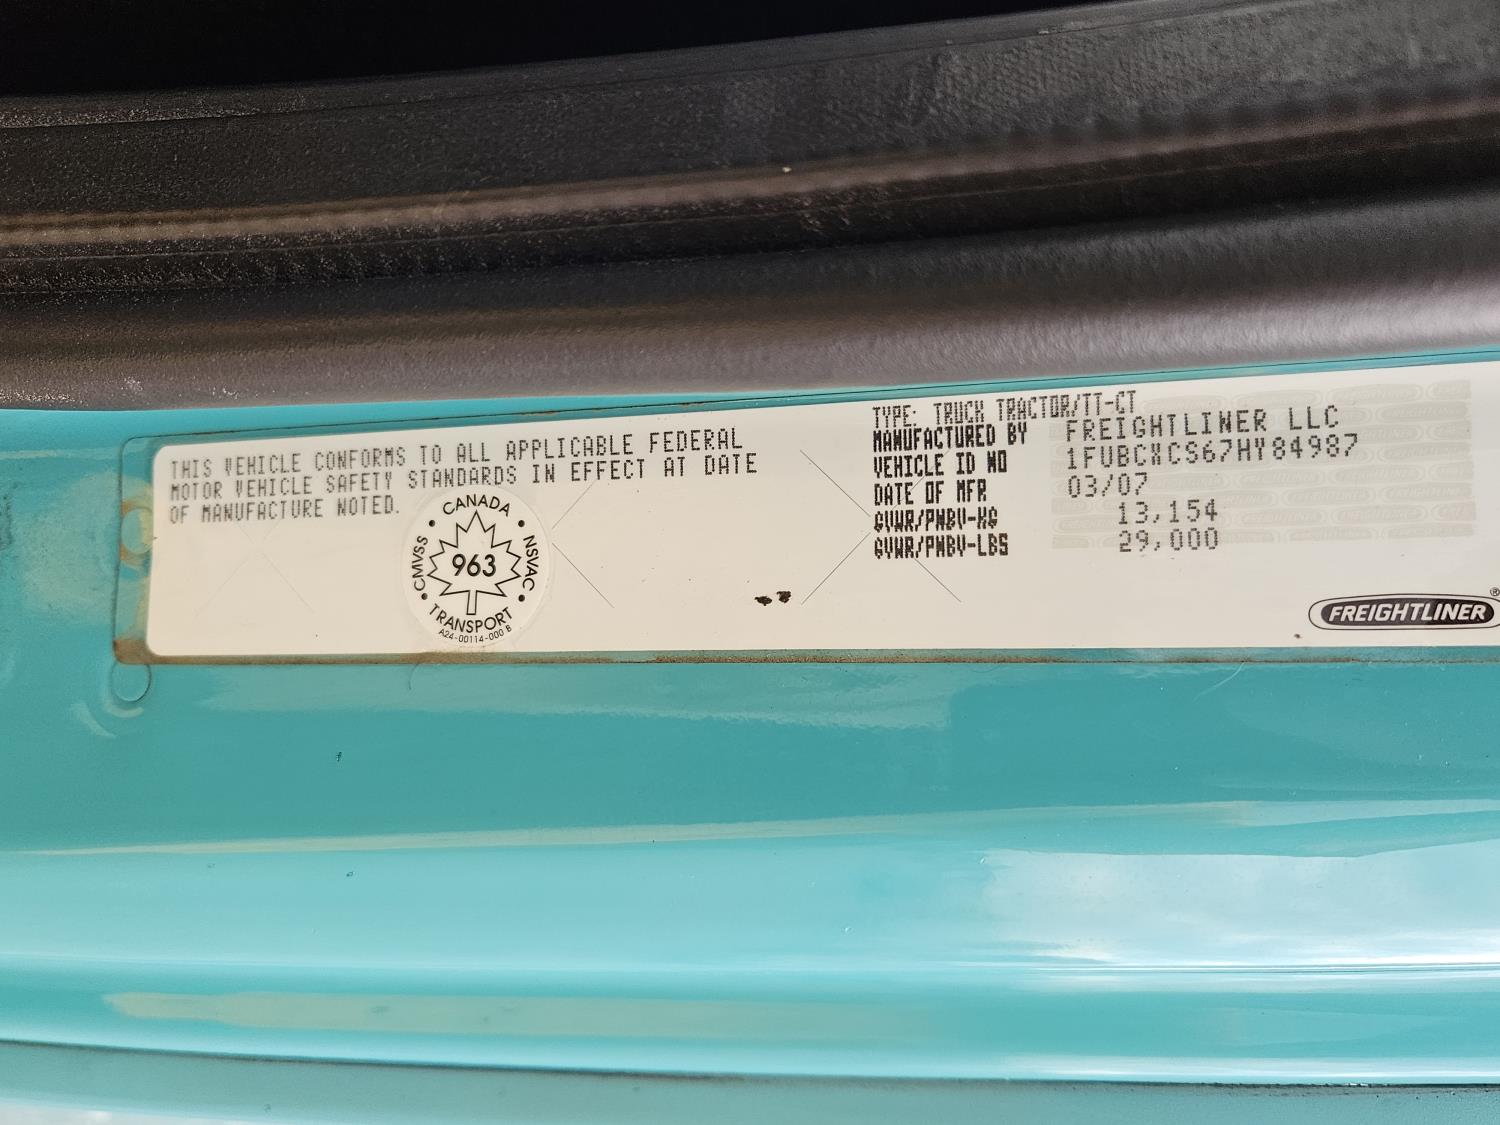 THIS VEHICLE CONFORMS TO ALL APPLICABLE FEDERAL
MOTOR VEHICLE SAFETY STANDARDS IN EFFECT AT DATE
OF MANUFACTURE NOTED.
CANADA
CMVSS
963
NSVAC
TRANSPORT
A24-00114-000 B
TYPE: TRUCK TRACTOR/TT-CT
MANUFACTURED BY FREIGHTLINER LLC
VEHICLE ID NO 1FUBCXCS67HY84987
DATE OF MFR 03/07
GVWR/PNBV-KG 13,154
GVWR/PNBV-LBS 29,000
FREIGHTLINER®